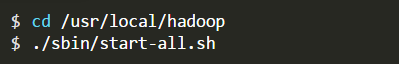 $ cd /usr/local/hadoop
$ ./sbin/start-all.sh